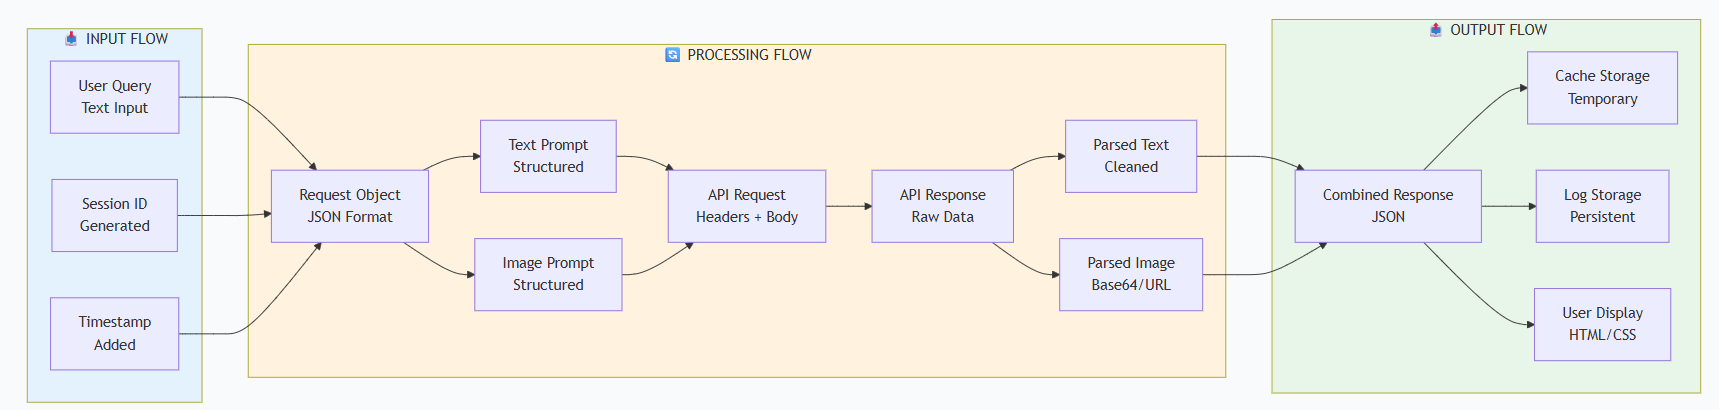 INPUT FLOW
User Query
Text Input
Session ID
Generated
Timestamp
Added
PROCESSING FLOW
Request Object
JSON Format
Text Prompt
Structured
Image Prompt
Structured
API Request
Headers + Body
API Response
Raw Data
Parsed Text
Cleaned
Parsed Image
Base64/URL
OUTPUT FLOW
Combined Response
JSON
Cache Storage
Temporary
Log Storage
Persistent
User Display
HTML/CSS